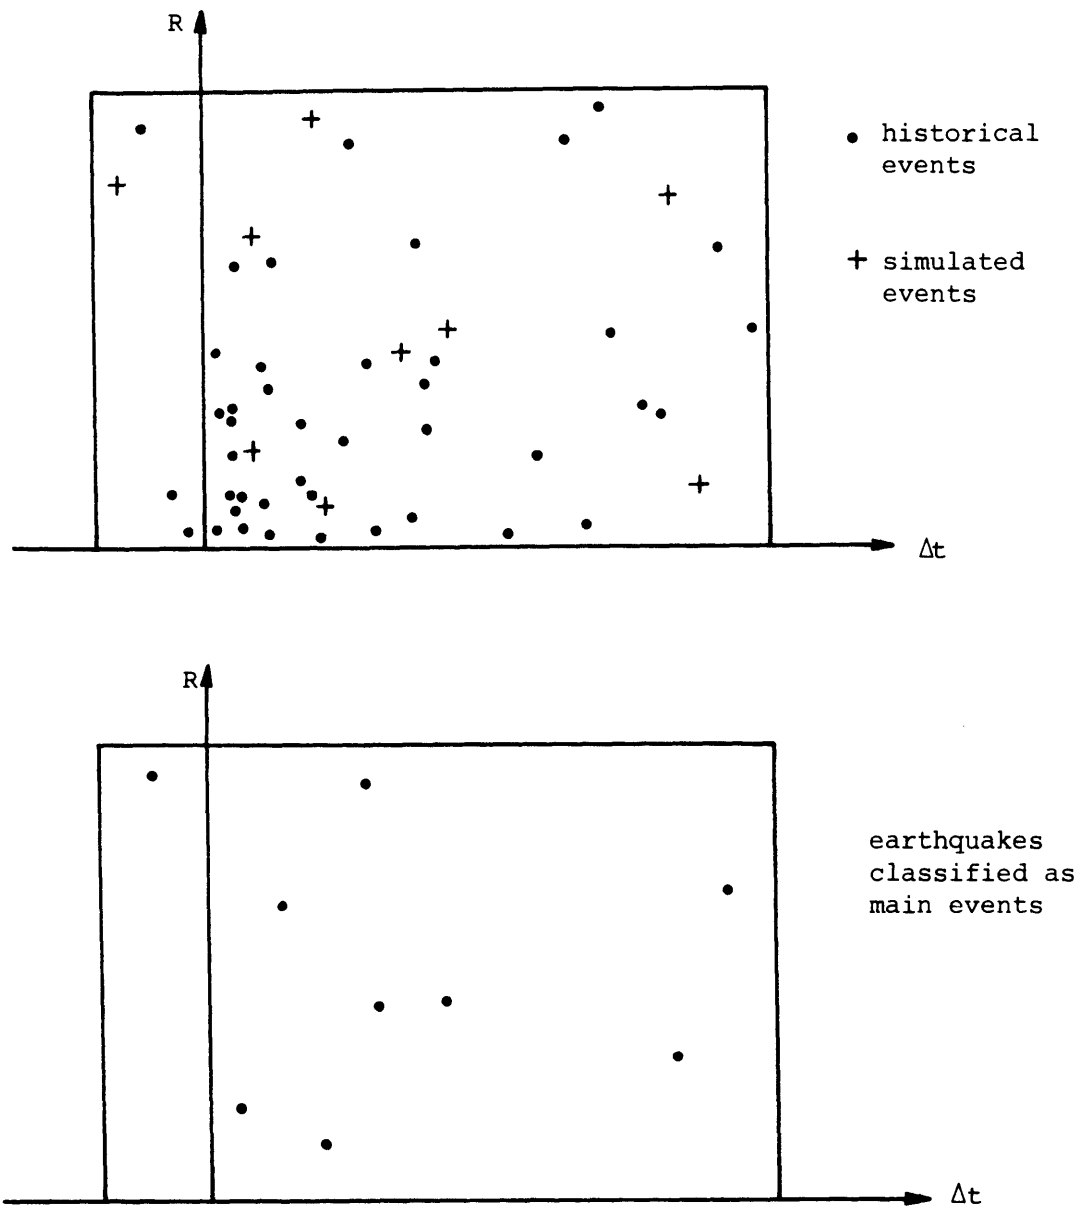 R
historical
events
simulated
events
Δt
R
earthquakes
classified as
main events
Δt